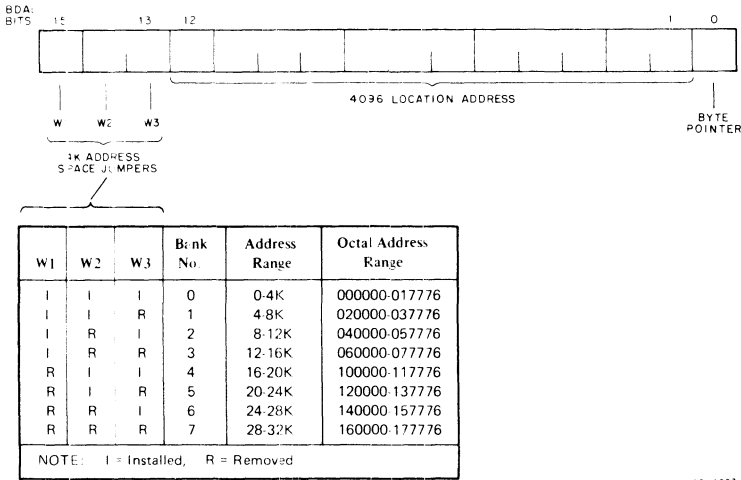 BDAL
BITS 15 13 12 1 0
4096 LOCATION ADDRESS
W W2 W3
BYTE
POINTER
4K ADDRESS
SPACE JUMPERS
W1 W2 W3 Bank No. Address Range Octal Address Range
I I I 0 0-4K 000000-017776
I I R 1 4-8K 020000-037776
I R I 2 8-12K 040000-057776
I R R 3 12-16K 060000-077776
R I I 4 16-20K 100000-117776
R I R 5 20-24K 120000-137776
R R I 6 24-28K 140000-157776
R R R 7 28-32K 160000-177776
NOTE: I = Installed, R = Removed